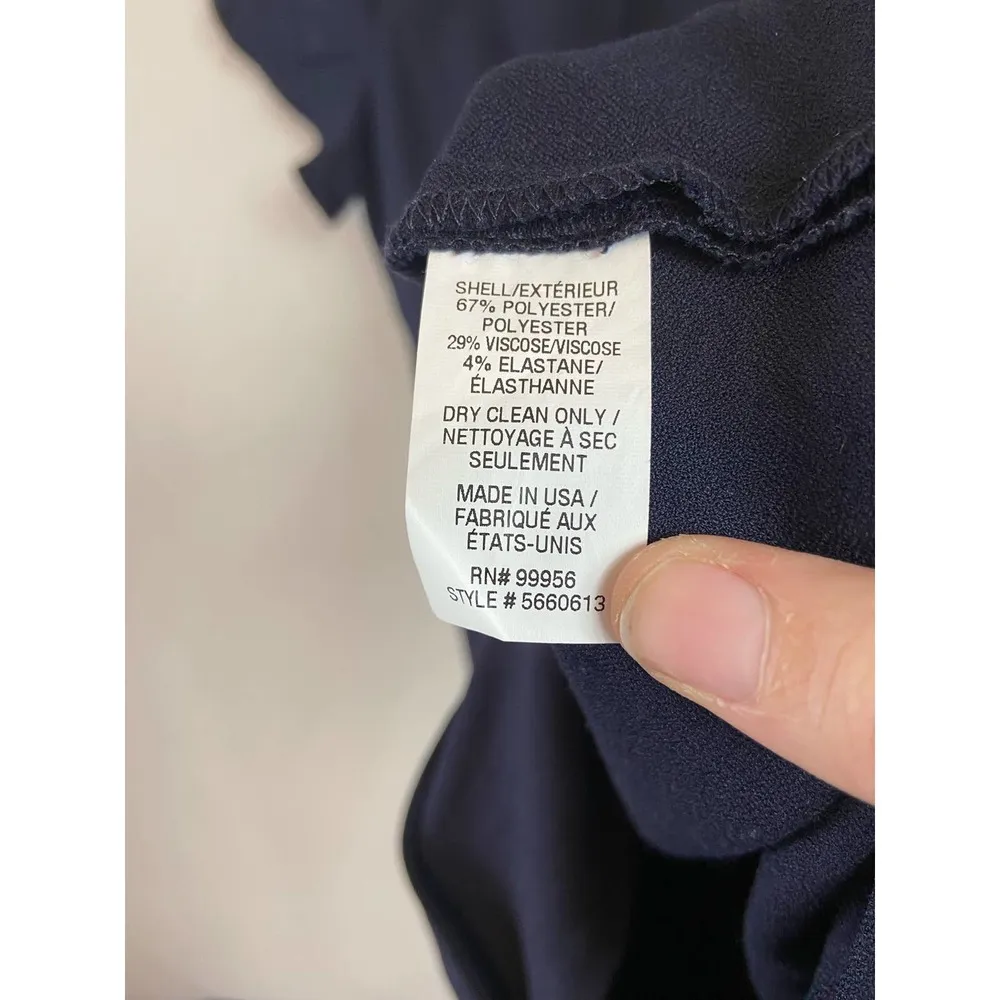 SHELL/EXTÉRIEUR
67% POLYESTER/
POLYESTER
29% VISCOSE/VISCOSE
4% ELASTANE/
ÉLASTHANNE
DRY CLEAN ONLY /
NETTOYAGE À SEC
SEULEMENT
MADE IN USA /
FABRIQUÉ AUX
ÉTATS-UNIS
RN# 99956
STYLE # 5660613